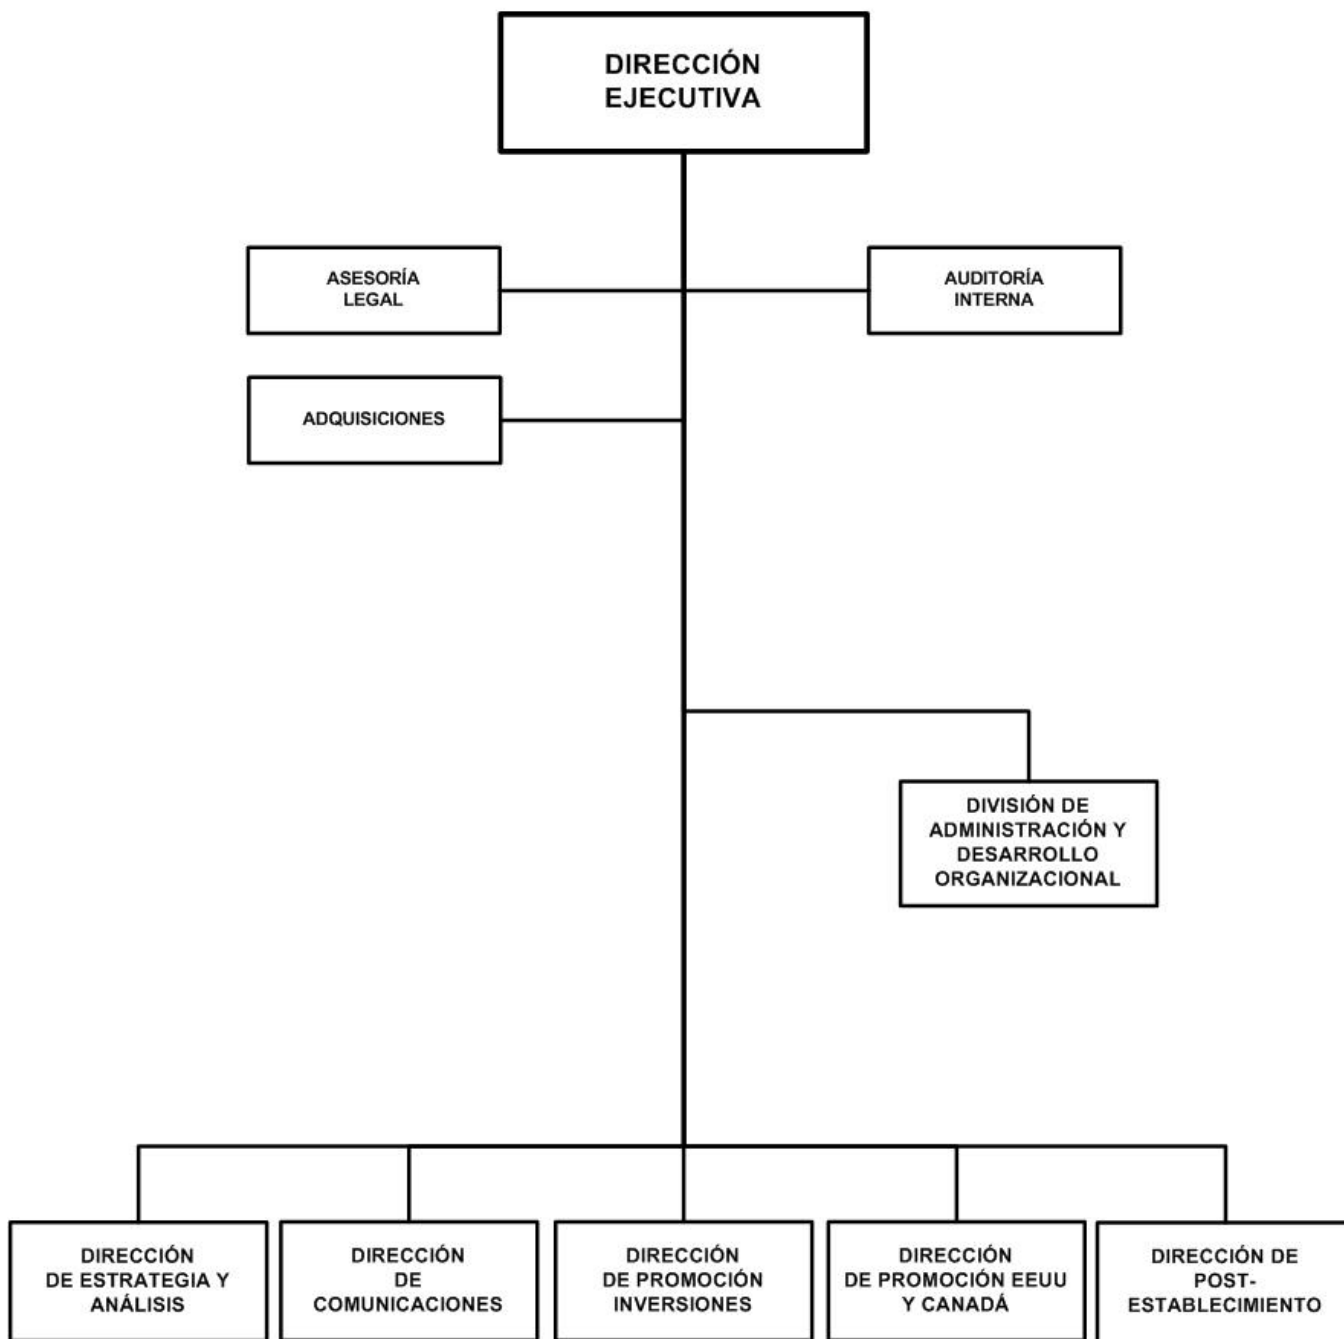 DIRECCIÓN
EJECUTIVA
ASESORÍA
LEGAL
AUDITORÍA
INTERNA
ADQUISICIONES
DIVISIÓN DE
ADMINISTRACIÓN Y
DESARROLLO
ORGANIZACIONAL
DIRECCIÓN
DE ESTRATEGIA Y
ANÁLISIS
DIRECCIÓN
DE
COMUNICACIONES
DIRECCIÓN
DE PROMOCIÓN
INVERSIONES
DIRECCIÓN
DE PROMOCIÓN EEUU
Y CANADÁ
DIRECCIÓN DE
POST-
ESTABLECIMIENTO